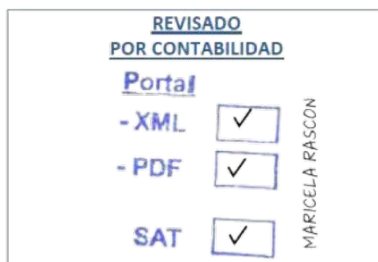 REVISADO
POR CONTABILIDAD
Portal
- XML ✓
- PDF ✓
SAT ✓
MARICELA RASCON